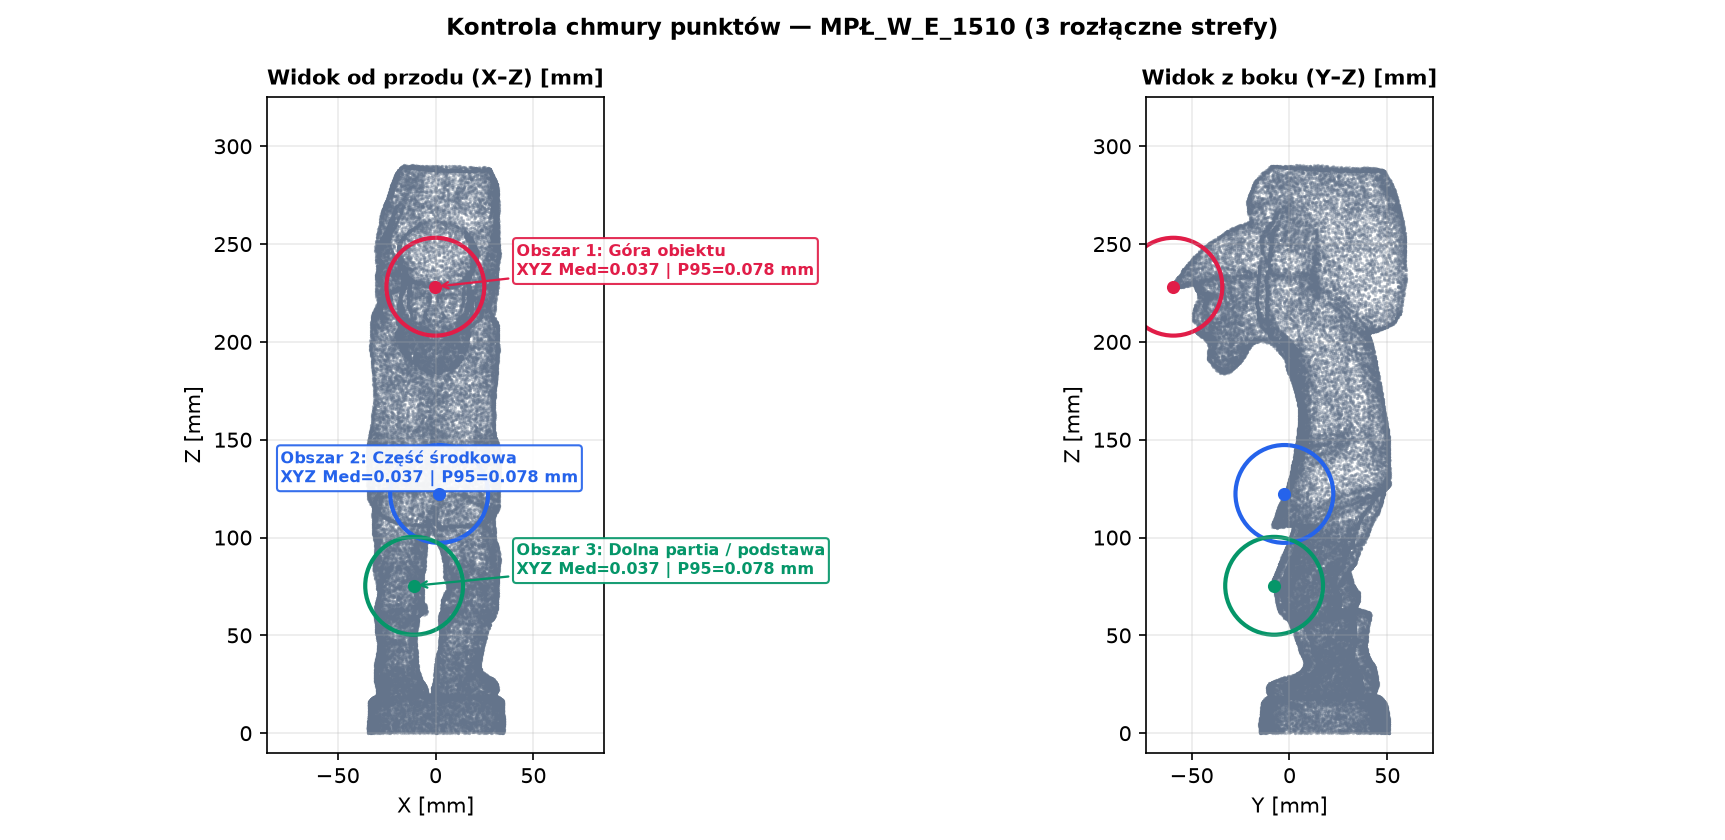 Kontrola chmury punktów — MPŁ_W_E_1510 (3 rozłączne strefy)
Widok od przodu (X–Z) [mm]
300
250
200
150
100
50
0
Z [mm]
−50
0
50
X [mm]
Obszar 1: Góra obiektu
XYZ Med=0.037 | P95=0.078 mm
Obszar 2: Część środkowa
XYZ Med=0.037 | P95=0.078 mm
Obszar 3: Dolna partia / podstawa
XYZ Med=0.037 | P95=0.078 mm
Widok z boku (Y–Z) [mm]
300
250
200
150
100
50
0
Z [mm]
−50
0
50
Y [mm]